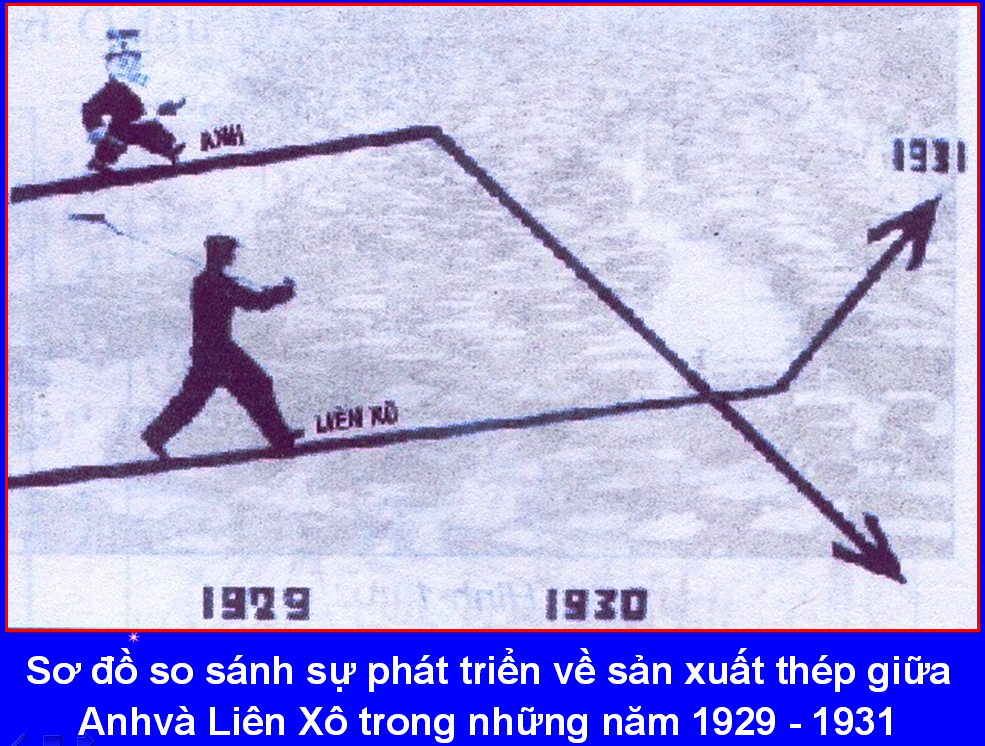 ANH
1931
LIÊN XÔ
1929
1930
Sơ đồ so sánh sự phát triển về sản xuất thép giữa
Anhvà Liên Xô trong những năm 1929 - 1931